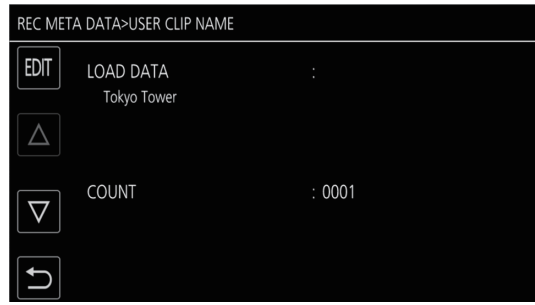 REC META DATA>USER CLIP NAME
EDIT
LOAD DATA :
Tokyo Tower
COUNT : 0001